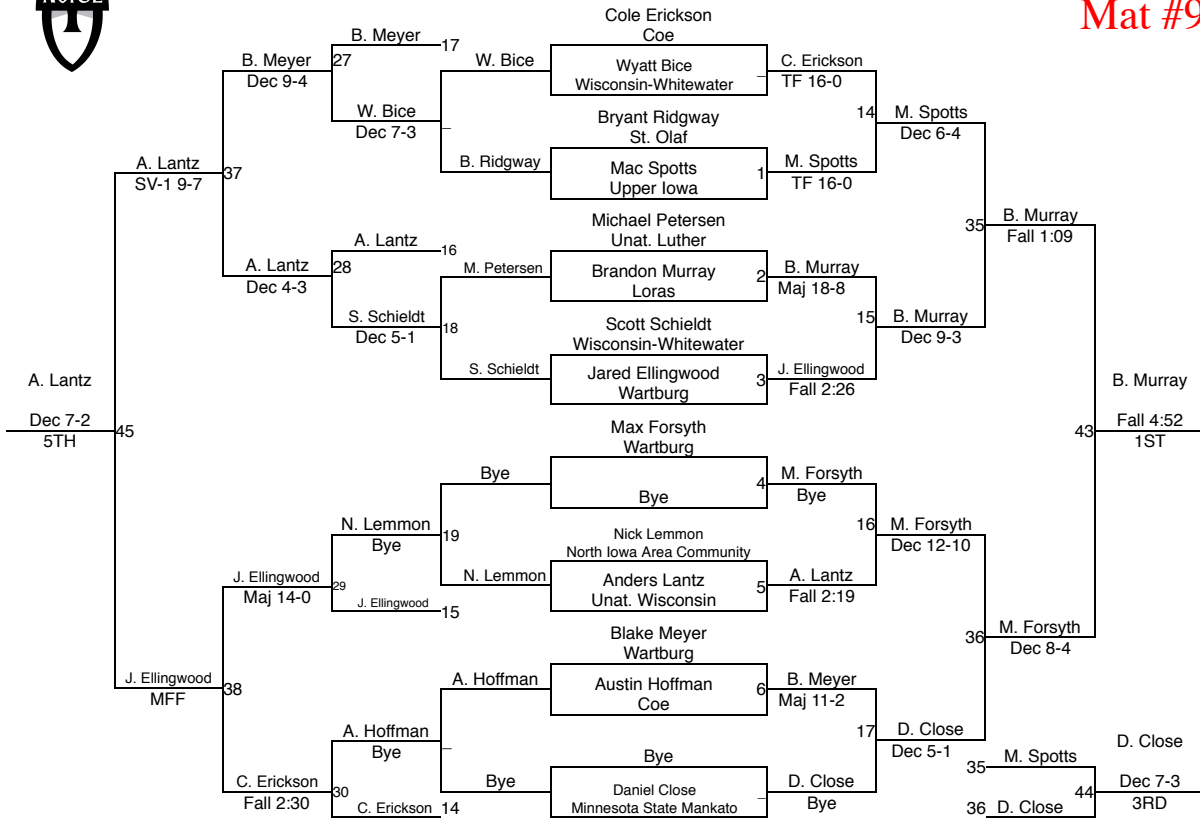 Mat #9
Cole Erickson
Coe
Wyatt Bice
Wisconsin-Whitewater
Bryant Ridgway
St. Olaf
Mac Spotts
Upper Iowa
1
Michael Petersen
Unat. Luther
Brandon Murray
Loras
2
Scott Schieldt
Wisconsin-Whitewater
Jared Ellingwood
Wartburg
3
Max Forsyth
Wartburg
Bye
4
Nick Lemmon
North Iowa Area Community
Anders Lantz
Unat. Wisconsin
5
Blake Meyer
Wartburg
Austin Hoffman
Coe
6
Bye
Daniel Close
Minnesota State Mankato
C. Erickson
TF 16-0
14
M. Spotts
TF 16-0
B. Murray
Maj 18-8
15
J. Ellingwood
Fall 2:26
M. Forsyth
Bye
16
A. Lantz
Fall 2:19
B. Meyer
Maj 11-2
17
D. Close
Bye
M. Spotts
Dec 6-4
35
B. Murray
Dec 9-3
M. Forsyth
Dec 12-10
36
D. Close
Dec 5-1
B. Murray
Fall 1:09
43
M. Forsyth
Dec 8-4
B. Murray
Fall 4:52
1ST
35 M. Spotts
44
36 D. Close
D. Close
Dec 7-3
3RD
W. Bice
B. Ridgway
M. Petersen
18
S. Schieldt
Bye
19
N. Lemmon
A. Hoffman
Bye
B. Meyer 17
27
W. Bice
Dec 7-3
A. Lantz 16
28
S. Schieldt
Dec 5-1
N. Lemmon
Bye
29
J. Ellingwood 15
A. Hoffman
Bye
30
C. Erickson 14
B. Meyer
Dec 9-4
37
A. Lantz
Dec 4-3
J. Ellingwood
Maj 14-0
38
C. Erickson
Fall 2:30
A. Lantz
SV-1 9-7
45
J. Ellingwood
MFF
A. Lantz
Dec 7-2
5TH